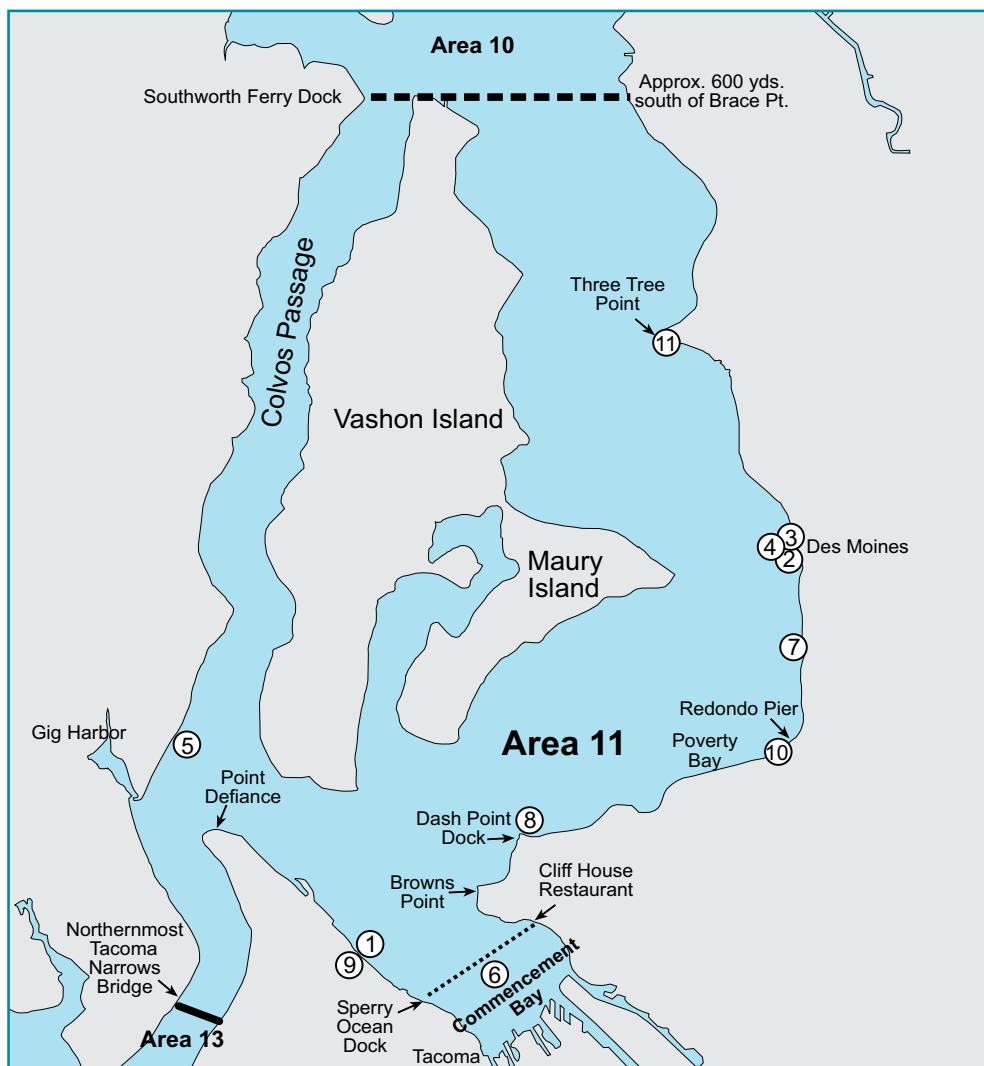 Area 10
Southworth Ferry Dock
Approx. 600 yds.
south of Brace Pt.
Colvos Passage
Three Tree
Point
11
Vashon Island
3
4
Des Moines
2
Maury
Island
7
Redondo Pier
Gig Harbor
5
Area 11
Poverty
Bay
10
Point
Defiance
Dash Point
Dock
8
Cliff House
Restaurant
Browns
Point
Northernmost
Tacoma
Narrows
Bridge
1
9
6
Commencement
Bay
Sperry
Ocean
Dock
Area 13
Tacoma